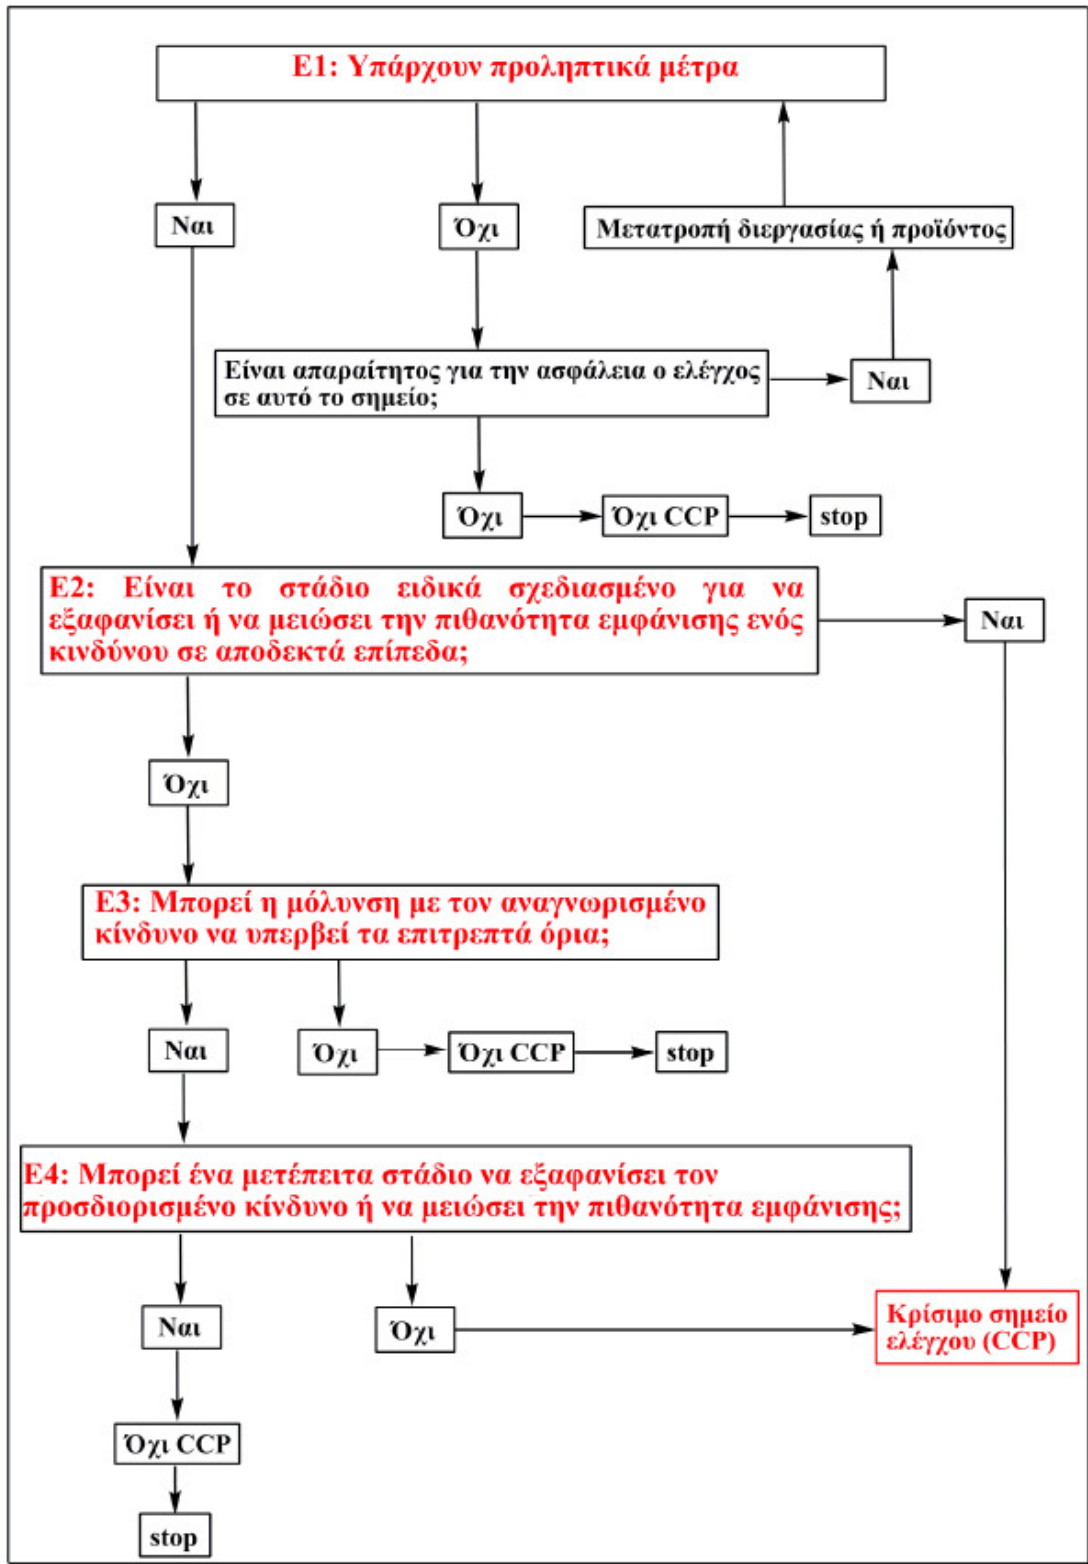 Ε1: Υπάρχουν προληπτικά μέτρα
Ναι
Όχι
Μετατροπή διεργασίας ή προϊόντος
Είναι απαραίτητος για την ασφάλεια ο ελέγχος
σε αυτό το σημείο;
Ναι
Όχι
Όχι CCP
stop
Ε2: Είναι το στάδιο ειδικά σχεδιασμένο για να
εξαφανίσει ή να μειώσει την πιθανότητα εμφάνισης ενός
κινδύνου σε αποδεκτά επίπεδα;
Ναι
Όχι
Ε3: Μπορεί η μόλυνση με τον αναγνωρισμένο
κίνδυνο να υπερβεί τα επιτρεπτά όρια;
Ναι
Όχι
Όχι CCP
stop
Ε4: Μπορεί ένα μετέπειτα στάδιο να εξαφανίσει τον
προσδιορισμένο κίνδυνο ή να μειώσει την πιθανότητα εμφάνισης;
Ναι
Όχι
Κρίσιμο σημείο
ελέγχου (CCP)
Όχι CCP
stop